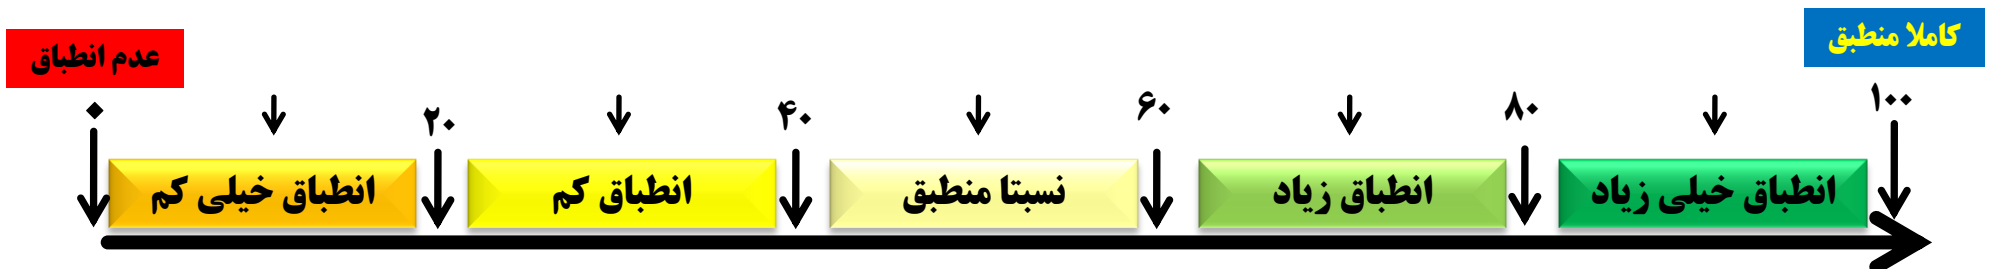 کاملا منطبق
عدم انطباق
۰ ۲۰ ۴۰ ۶۰ ۸۰ ۱۰۰
انطباق خیلی کم
انطباق کم
نسبتا منطبق
انطباق زیاد
انطباق خیلی زیاد